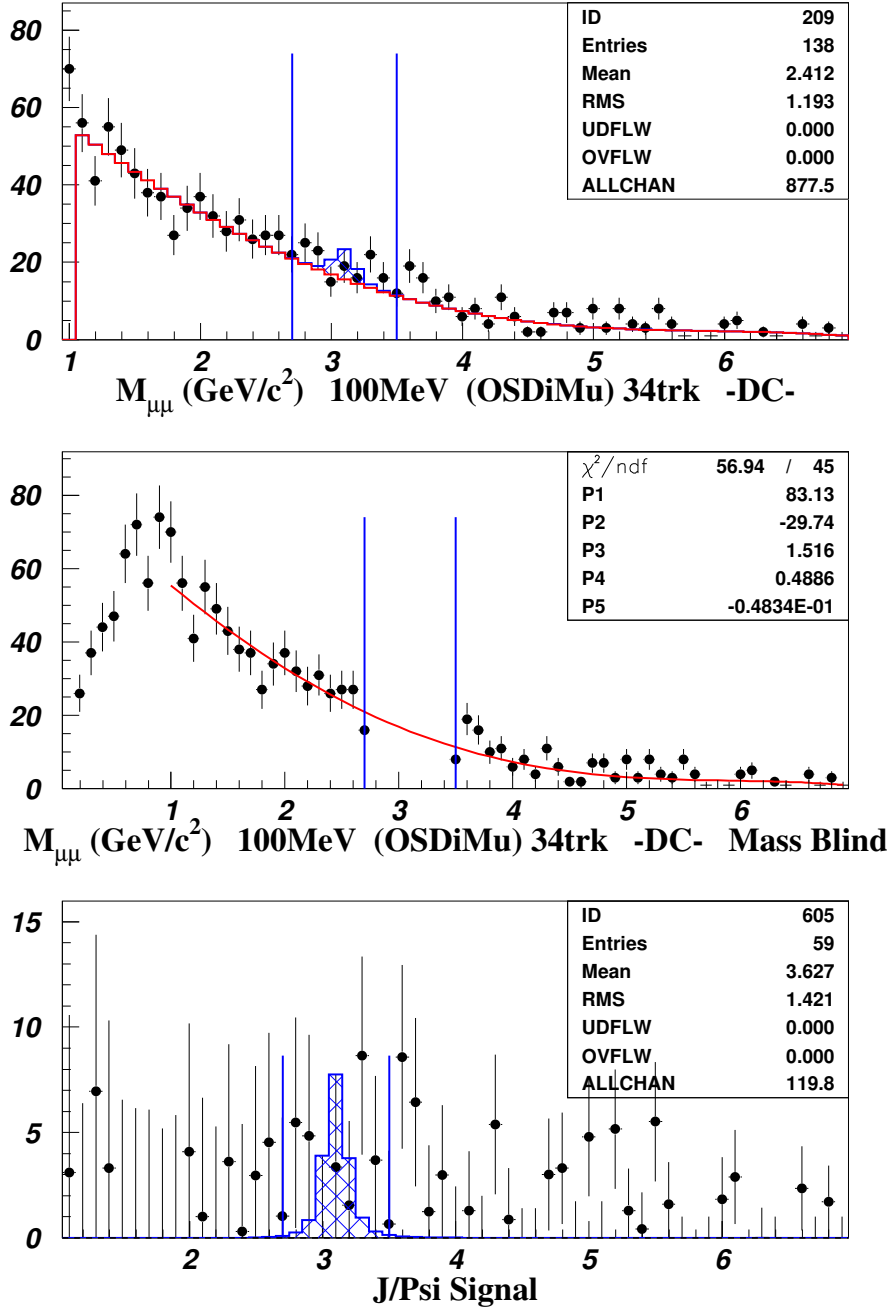 ID 209
Entries 138
Mean 2.412
RMS 1.193
UDFLW 0.000
OVFLW 0.000
ALLCHAN 877.5
80
60
40
20
0
1 2 3 4 5 6
Mμμ (GeV/c²) 100MeV (OSDiMu) 34trk -DC-
χ²/ndf 56.94 / 45
P1 83.13
P2 -29.74
P3 1.516
P4 0.4886
P5 -0.4834E-01
80
60
40
20
0
1 2 3 4 5 6
Mμμ (GeV/c²) 100MeV (OSDiMu) 34trk -DC- Mass Blind
ID 605
Entries 59
Mean 3.627
RMS 1.421
UDFLW 0.000
OVFLW 0.000
ALLCHAN 119.8
15
10
5
0
2 3 4 5 6
J/Psi Signal